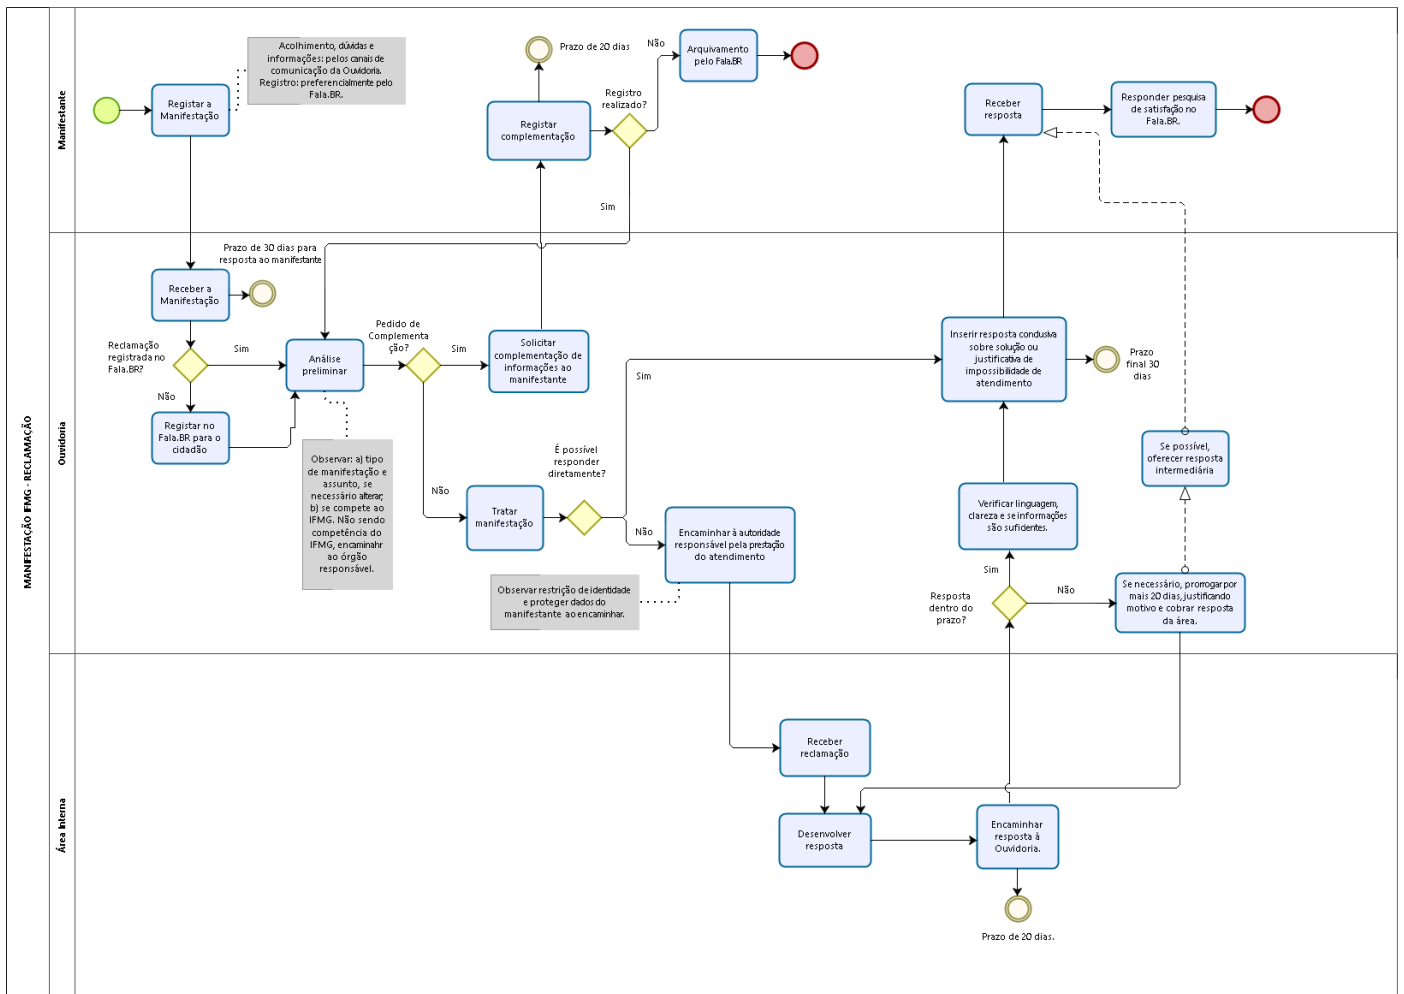 MANIFESTAÇÃO IFMG - RECLAMAÇÃO
Manifestante
Registar a
Manifestação
Acolhimento, dúvidas e
informações: pelos canais de
comunicação da Ouvidoria.
Registro: preferencialmente pelo
Fala.BR.
Prazo de 20 dias
Registar
complementação
Registro
realizado?
Não
Sim
Arquivamento
pelo Fala.BR
Receber
resposta
Responder pesquisa
de satisfação no
Fala.BR.
Ouvidoria
Prazo de 30 dias para
resposta ao manifestante
Receber a
Manifestação
Reclamação
registrada no
Fala.BR?
Sim
Não
Registar no
Fala.BR para o
cidadão
Análise
preliminar
Observar: a) tipo
de manifestação e
assunto, se
necessário alterar;
b) se compete ao
IFMG. Não sendo
competência do
IFMG, encaminahr
ao órgão
responsável.
Pedido de
Complementa
ção?
Sim
Não
Solicitar
complementação de
informações ao
manifestante
Tratar
manifestação
É possível
responder
diretamente?
Sim
Não
Encaminhar à autoridade
responsável pela prestação
do atendimento
Observar restrição de identidade
e proteger dados do
manifestante ao encaminhar.
Inserir resposta conclusiva
sobre solução ou
justificativa de
impossibilidade de
atendimento
Prazo
final 30
dias
Verificar linguagem,
clareza e se informações
são suficientes.
Sim
Resposta
dentro do
prazo?
Não
Se possível,
oferecer resposta
intermediária
Se necessário, prorrogar por
mais 20 dias, justificando
motivo e cobrar resposta
da área.
Área Interna
Receber
reclamação
Desenvolver
resposta
Encaminhar
resposta à
Ouvidoria.
Prazo de 20 dias.